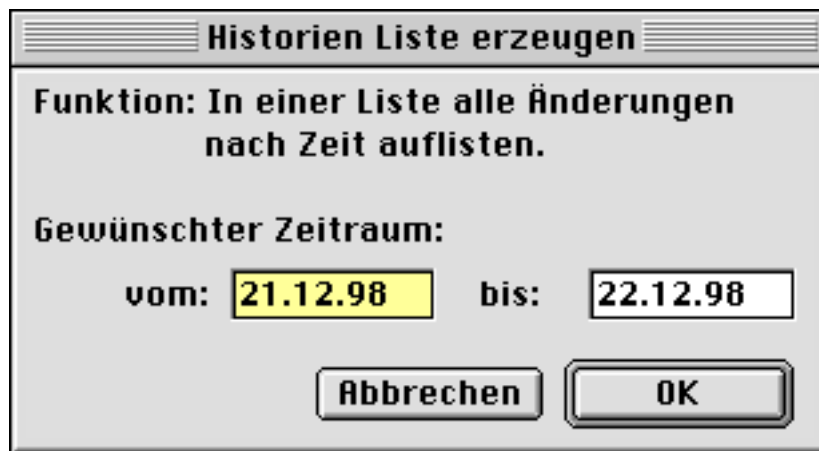 Historien Liste erzeugen
Funktion: In einer Liste alle Änderungen
nach Zeit auflisten.
Gewünschter Zeitraum:
vom: 21.12.98 bis: 22.12.98
Abbrechen OK